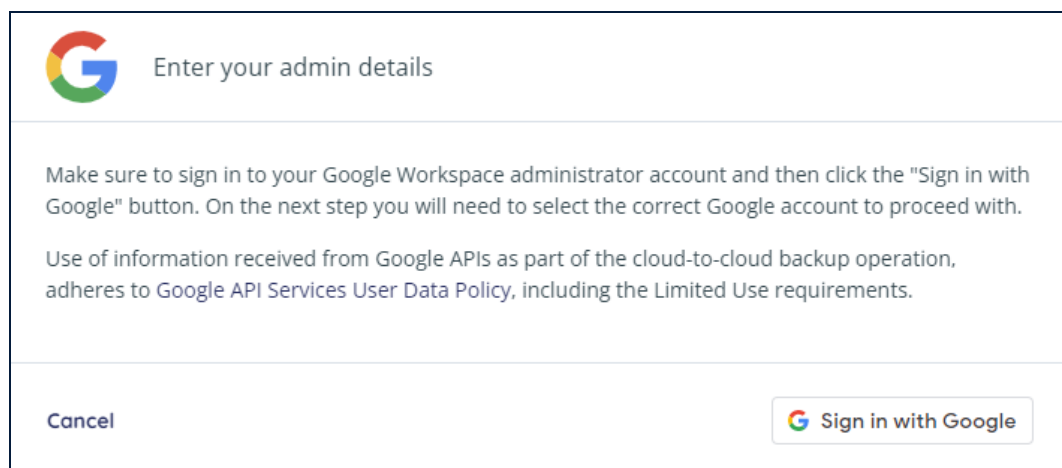 Enter your admin details
Make sure to sign in to your Google Workspace administrator account and then click the "Sign in with
Google" button. On the next step you will need to select the correct Google account to proceed with.
Use of information received from Google APIs as part of the cloud-to-cloud backup operation,
adheres to Google API Services User Data Policy, including the Limited Use requirements.
Cancel
Sign in with Google